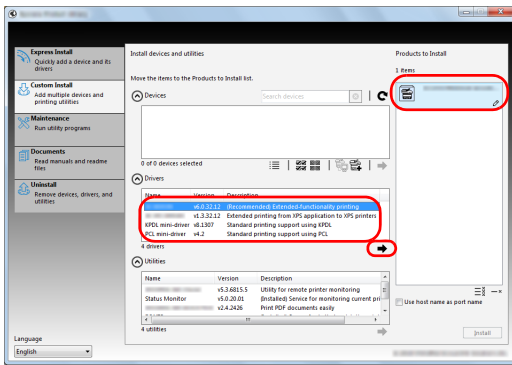 Express Install
Quickly add a device and its
drivers
Custom Install
Add multiple devices and
printing utilities
Maintenance
Run utility programs
Documents
Read manuals and readme
files
Uninstall
Remove devices, drivers, and
utilities
Language
English
Install devices and utilities
Move the items to the Products to Install list.
Devices
Search devices
0 of 0 devices selected
Drivers
Name Version Description
v6.0.32.12 (Recommended) Extended-functionality printing
v1.3.32.12 Extended printing from XPS application to XPS printers
KPDL mini-driver v8.1307 Standard printing support using KPDL
PCL mini-driver v4.2 Standard printing support using PCL
4 drivers
Utilities
Name Version Description
v5.3.6815.5 Utility for remote printer monitoring
Status Monitor v5.0.20.01 (Installed) Service for monitoring current pri
v2.4.2426 Print PDF documents easily
4 utilities
Products to Install
1 items
Use host name as port name
Install